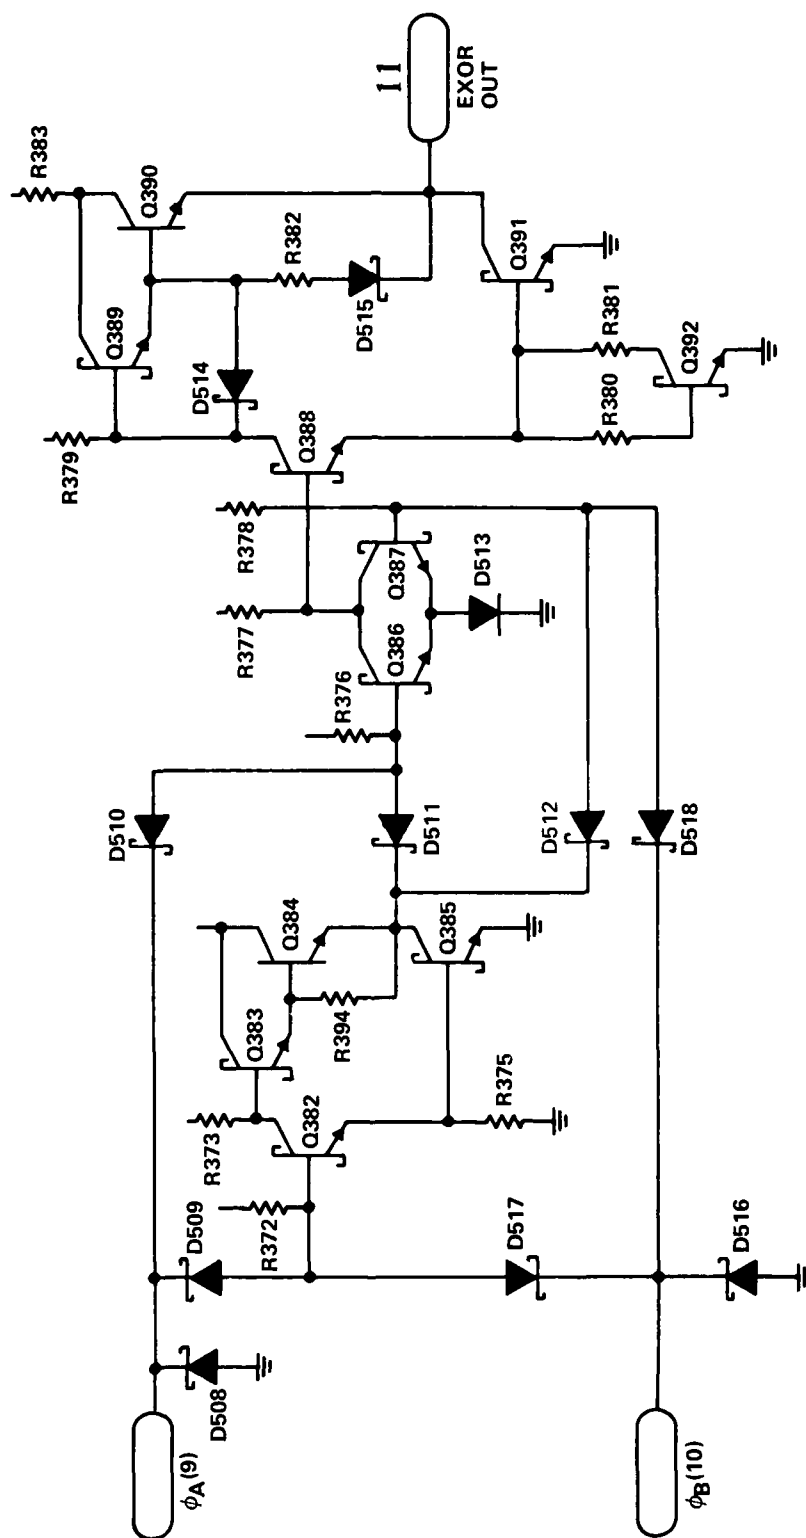 R383
11
EXOR
OUT
Q390
Q389
R379
R382
D515
D514
Q388
Q391
R381
R380
Q392
R378
R377
Q387
Q386
D513
R376
D510
D511
D512
D518
Q384
Q383
R394
Q385
R373
Q382
R375
R372
D509
D517
D516
D508
ϕA(9)
ϕB(10)